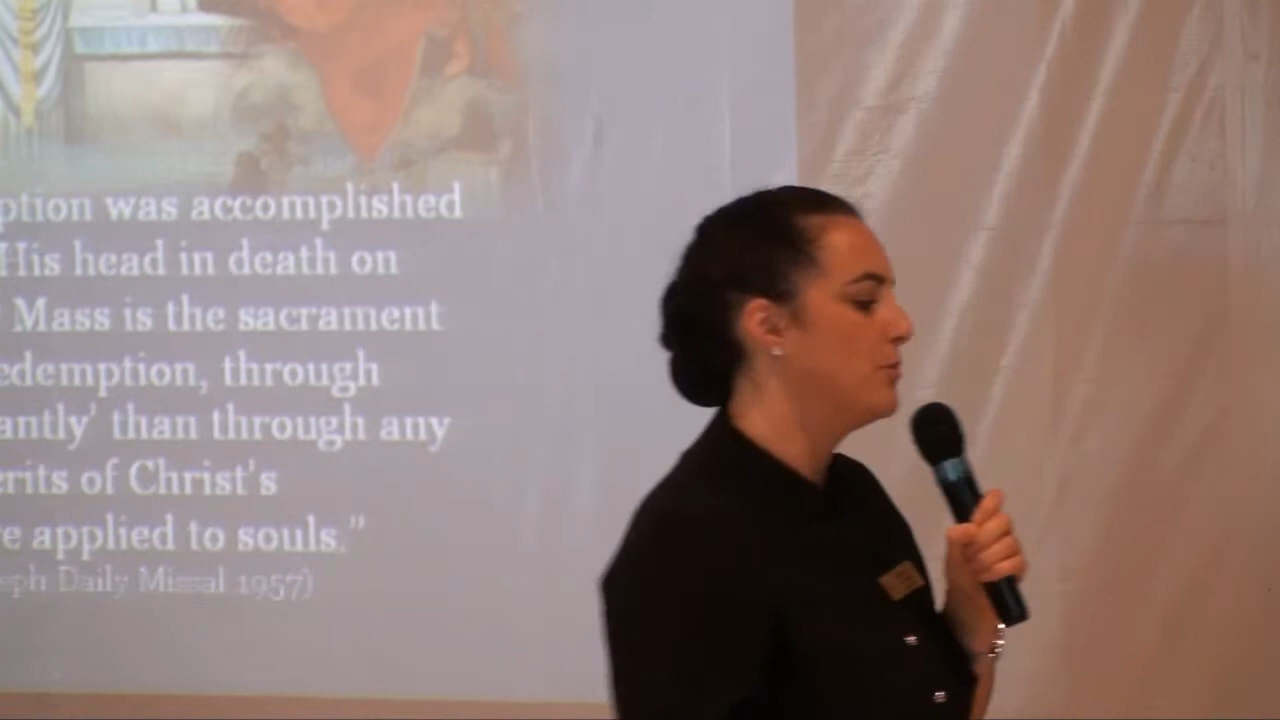 ption was accomplished
His head in death on
Mass is the sacrament
edemption, through
antly' than through any
erits of Christ's
e applied to souls."
eph Daily Missal 1957)